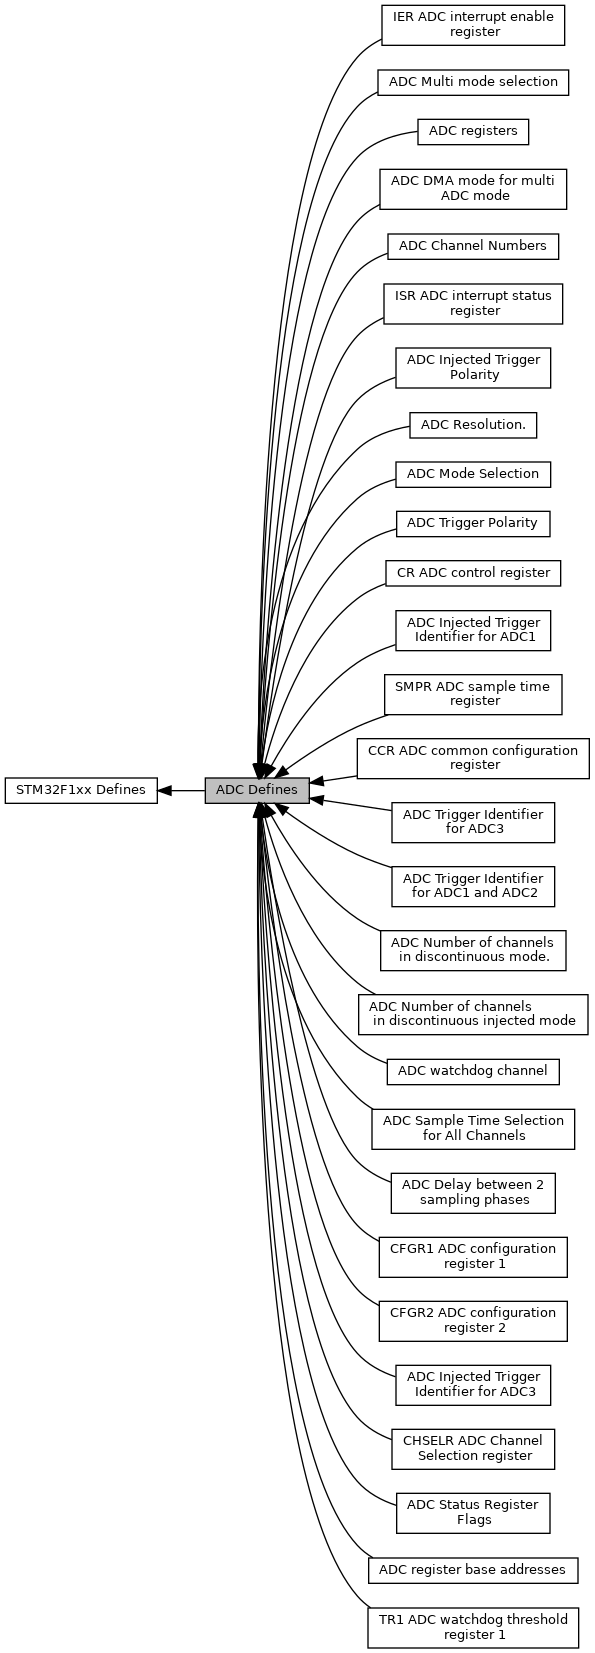 IER ADC interrupt enable
register
ADC Multi mode selection
ADC registers
ADC DMA mode for multi
ADC mode
ADC Channel Numbers
ISR ADC interrupt status
register
ADC Injected Trigger
Polarity
ADC Resolution.
ADC Mode Selection
ADC Trigger Polarity
CR ADC control register
ADC Injected Trigger
Identifier for ADC1
SMPR ADC sample time
register
CCR ADC common configuration
register
STM32F1xx Defines
ADC Defines
ADC Trigger Identifier
for ADC3
ADC Trigger Identifier
for ADC1 and ADC2
ADC Number of channels
in discontinuous mode.
ADC Number of channels
in discontinuous injected mode
ADC watchdog channel
ADC Sample Time Selection
for All Channels
ADC Delay between 2
sampling phases
CFGR1 ADC configuration
register 1
CFGR2 ADC configuration
register 2
ADC Injected Trigger
Identifier for ADC3
CHSELR ADC Channel
Selection register
ADC Status Register
Flags
ADC register base addresses
TR1 ADC watchdog threshold
register 1